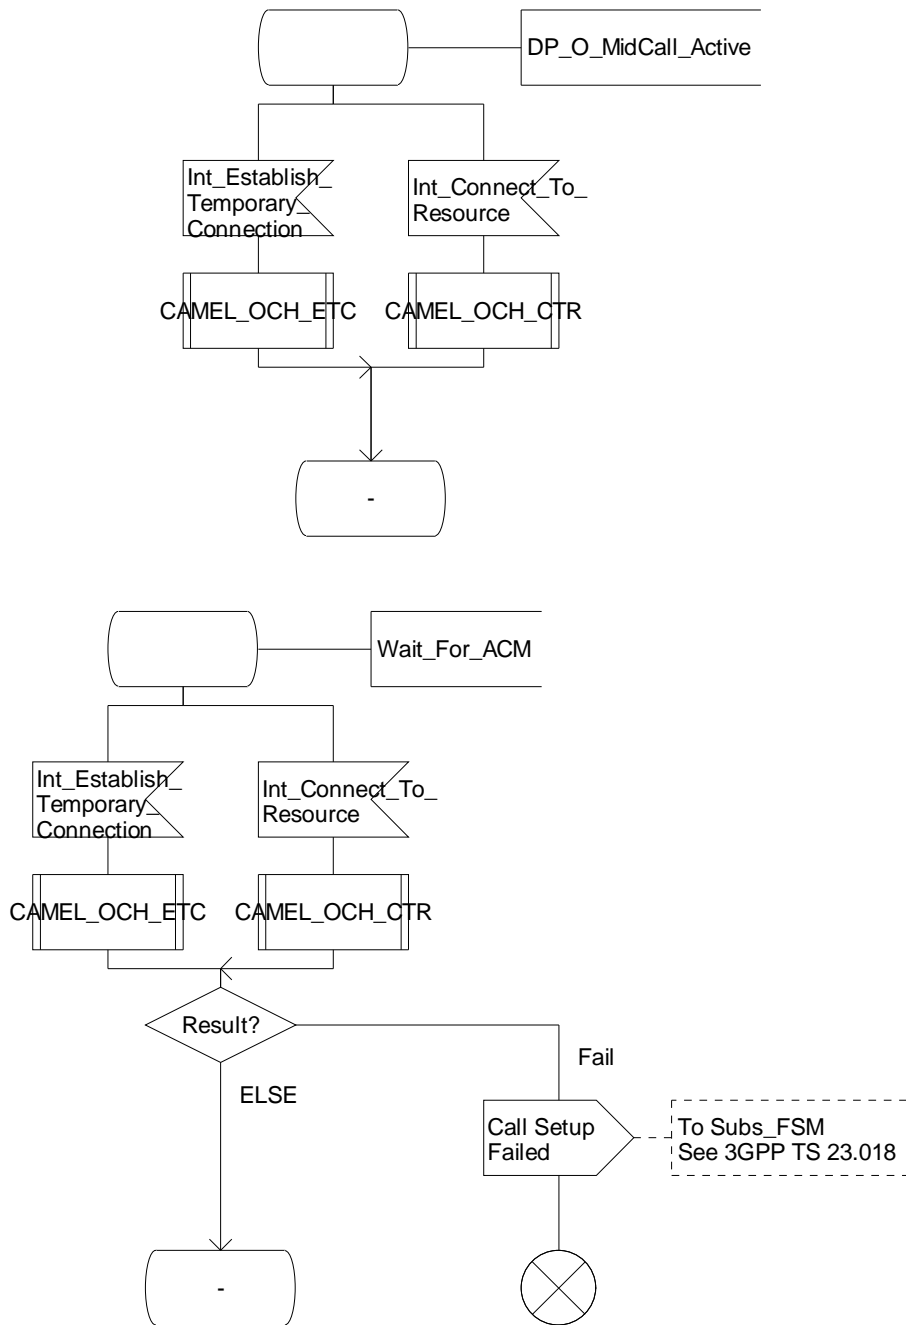 DP_O_MidCall_Active
Int_Establish_
Temporary_
Connection
Int_Connect_To_
Resource
CAMEL_OCH_ETC
CAMEL_OCH_CTR
-
Wait_For_ACM
Int_Establish_
Temporary_
Connection
Int_Connect_To_
Resource
CAMEL_OCH_ETC
CAMEL_OCH_CTR
Result?
Fail
ELSE
Call Setup
Failed
To Subs_FSM
See 3GPP TS 23.018
-